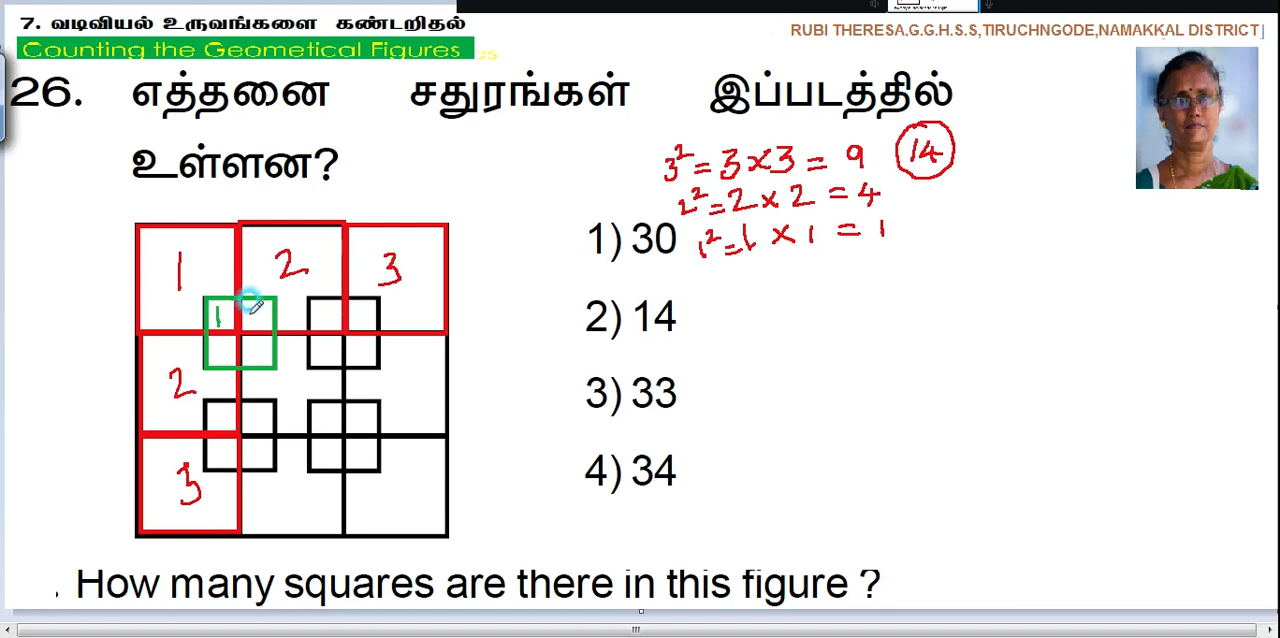 7. வடிவியல் உருவங்களை கண்டறிதல்
Counting the Geometical Figures
RUBI THERESA,G.G.H.S.S,TIRUCHNGODE,NAMAKKAL DISTRICT
26. எத்தனை சதுரங்கள் இப்படத்தில்
உள்ளன?
3² = 3 × 3 = 9 14
2² = 2 × 2 = 4
1² = 1 × 1 = 1
1) 30
2) 14
3) 33
4) 34
1 2 3
1
2
3
. How many squares are there in this figure ?